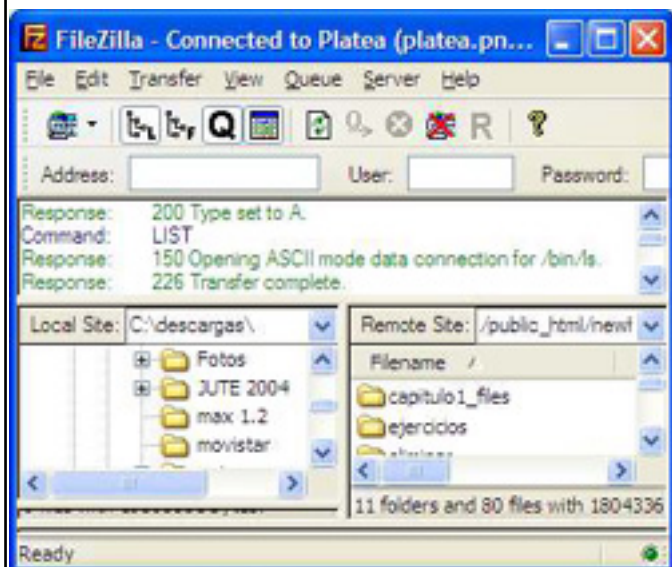 FileZilla - Connected to Platea (platea.pn...
File Edit Transfer View Queue Server Help
Address: User: Password:
Response: 200 Type set to A.
Command: LIST
Response: 150 Opening ASCII mode data connection for /bin/ls.
Response: 226 Transfer complete.
Local Site: C:\descargas\ Remote Site: /public_html/newf
Fotos
JUTE 2004
max 1.2
movistar
Filename /
capitulo1_files
ejercicios
11 folders and 80 files with 1804336
Ready